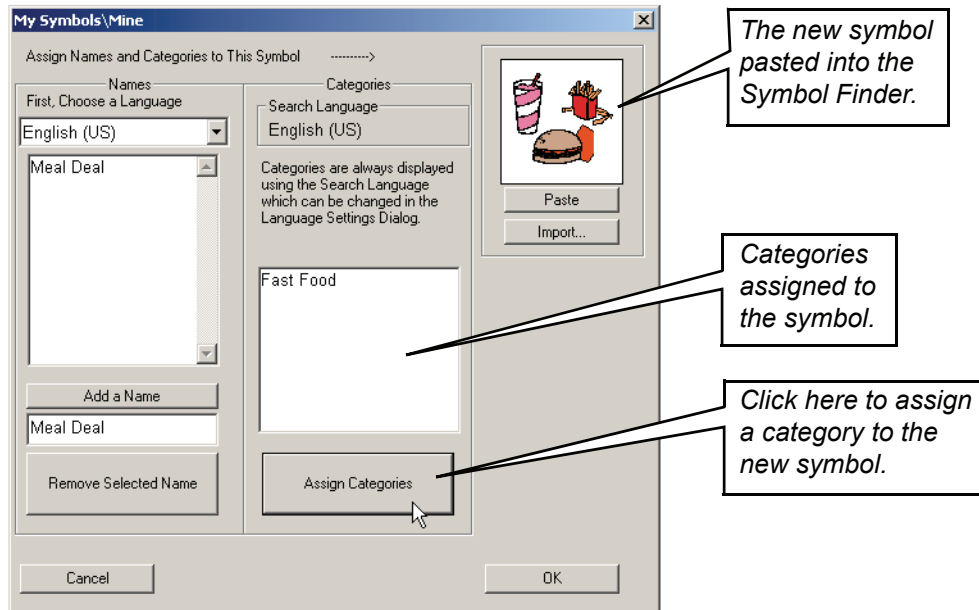 My Symbols\Mine
Assign Names and Categories to This Symbol --------->
Names
First, Choose a Language
English (US)
Meal Deal
Add a Name
Meal Deal
Remove Selected Name
Categories
Search Language
English (US)
Categories are always displayed
using the Search Language
which can be changed in the
Language Settings Dialog.
Fast Food
Assign Categories
Paste
Import...
Cancel
OK
The new symbol
pasted into the
Symbol Finder.
Categories
assigned to
the symbol.
Click here to assign
a category to the
new symbol.